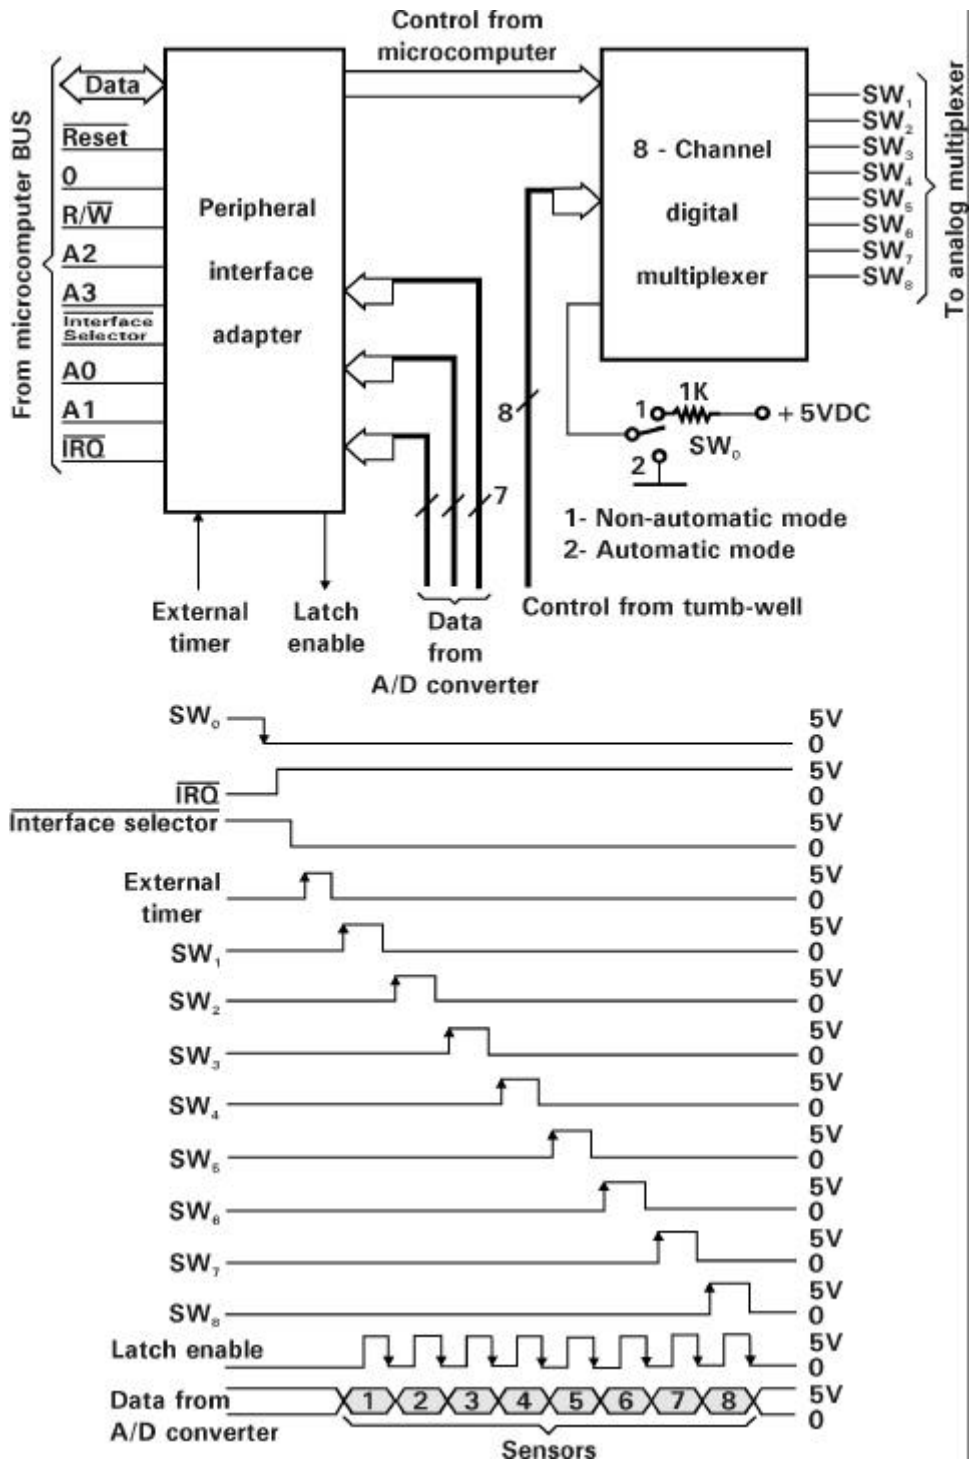 Control from
microcomputer
From microcomputer BUS
Data
Reset
0
R/W
A2
A3
Interface
Selector
A0
A1
IRQ
Peripheral
interface
adapter
8 - Channel
digital
multiplexer
SW1
SW2
SW3
SW4
SW5
SW6
SW7
SW8
To analog multiplexer
8
7
1
1K
+ 5VDC
SW0
2
1- Non-automatic mode
2- Automatic mode
External
timer
Latch
enable
Data
from
A/D converter
Control from tumb-well
SW0 5V
0
IRQ 5V
0
Interface selector 5V
0
External
timer 5V
0
SW1 5V
0
SW2 5V
0
SW3 5V
0
SW4 5V
0
SW5 5V
0
SW6 5V
0
SW7 5V
0
SW8 5V
0
Latch enable 5V
0
Data from
A/D converter 1 2 3 4 5 6 7 8 5V
0
Sensors